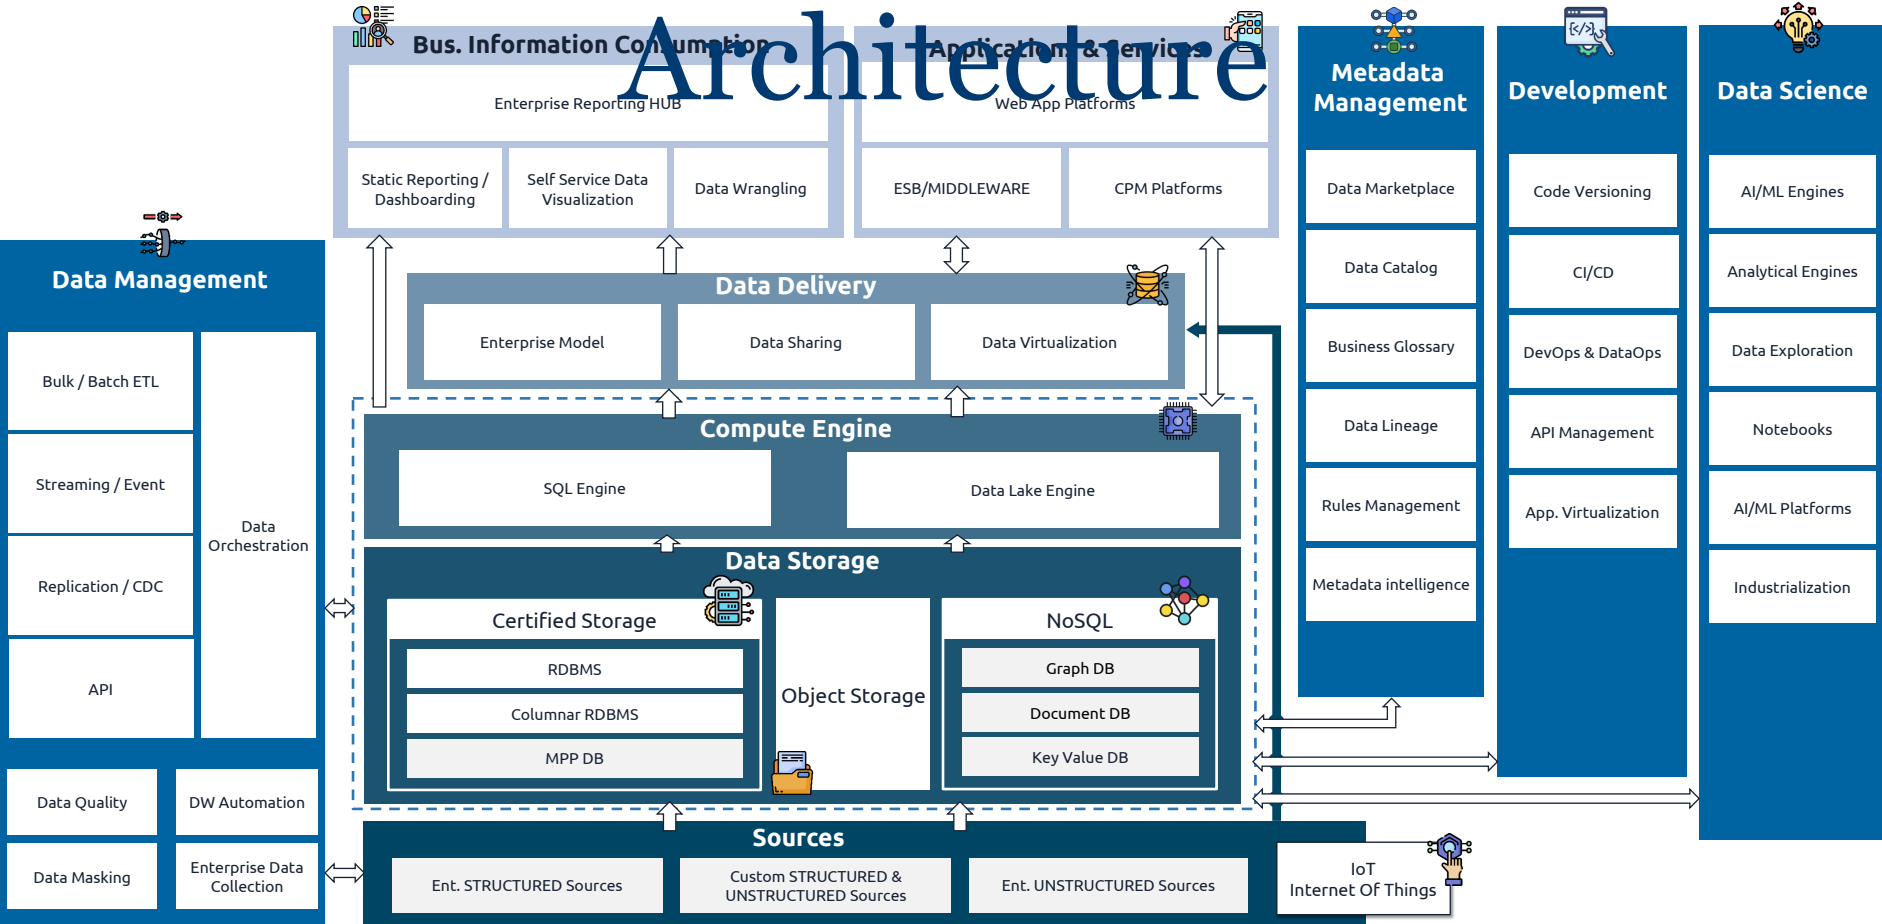 Architecture
Bus. Information Consumption
Enterprise Reporting HUB
Static Reporting /
Dashboarding
Self Service Data
Visualization
Data Wrangling
Applications & Services
Web App Platforms
ESB/MIDDLEWARE
CPM Platforms
Data Management
Bulk / Batch ETL
Streaming / Event
Replication / CDC
API
Data
Orchestration
Data Quality
DW Automation
Data Masking
Enterprise Data
Collection
Data Delivery
Enterprise Model
Data Sharing
Data Virtualization
Compute Engine
SQL Engine
Data Lake Engine
Data Storage
Certified Storage
RDBMS
Columnar RDBMS
MPP DB
Object Storage
NoSQL
Graph DB
Document DB
Key Value DB
Sources
Ent. STRUCTURED Sources
Custom STRUCTURED &
UNSTRUCTURED Sources
Ent. UNSTRUCTURED Sources
IoT
Internet Of Things
Metadata
Management
Data Marketplace
Data Catalog
Business Glossary
Data Lineage
Rules Management
Metadata intelligence
Development
Code Versioning
CI/CD
DevOps & DataOps
API Management
App. Virtualization
Data Science
AI/ML Engines
Analytical Engines
Data Exploration
Notebooks
AI/ML Platforms
Industrialization